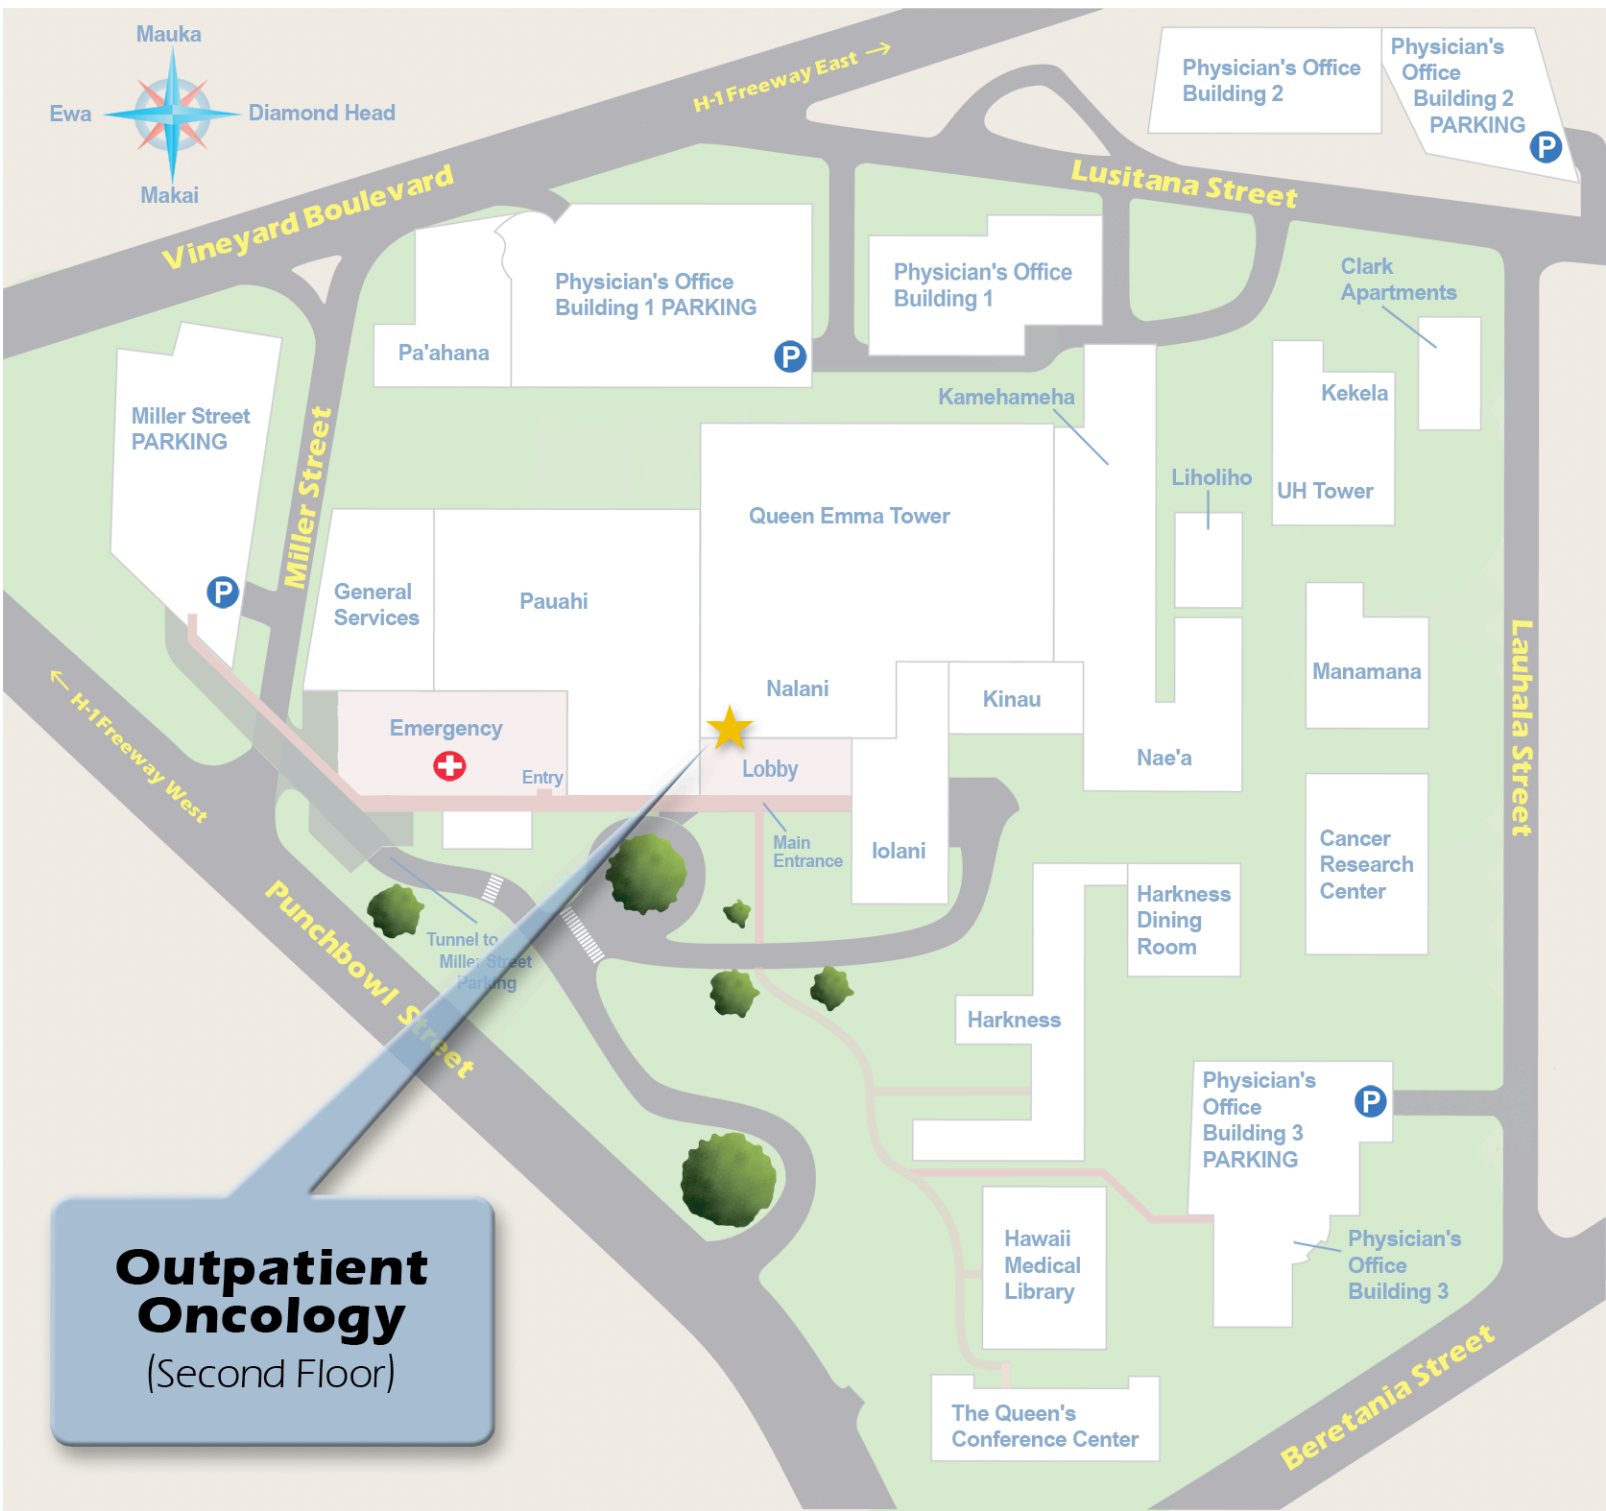 Mauka
Ewa
Diamond Head
Makai
H-1 Freeway East
Physician's Office
Building 2
Physician's
Office
Building 2
PARKING
P
Vineyard Boulevard
Lusitana Street
Physician's Office
Building 1 PARKING
P
Pa'ahana
Physician's Office
Building 1
Clark
Apartments
Kamehameha
Kekela
UH Tower
Miller Street
PARKING
P
Miller Street
Liholiho
Queen Emma Tower
General
Services
Pauahi
Nalani
Kinau
Nae'a
Manamana
Lauhala Street
Emergency
Entry
Lobby
Main
Entrance
Iolani
H-1 Freeway West
Cancer
Research
Center
Harkness
Dining
Room
Harkness
Tunnel to
Miller Street
Parking
Punchbowl Street
Physician's
Office
Building 3
PARKING
P
Hawaii
Medical
Library
Physician's
Office
Building 3
The Queen's
Conference Center
Beretania Street
Outpatient
Oncology
(Second Floor)